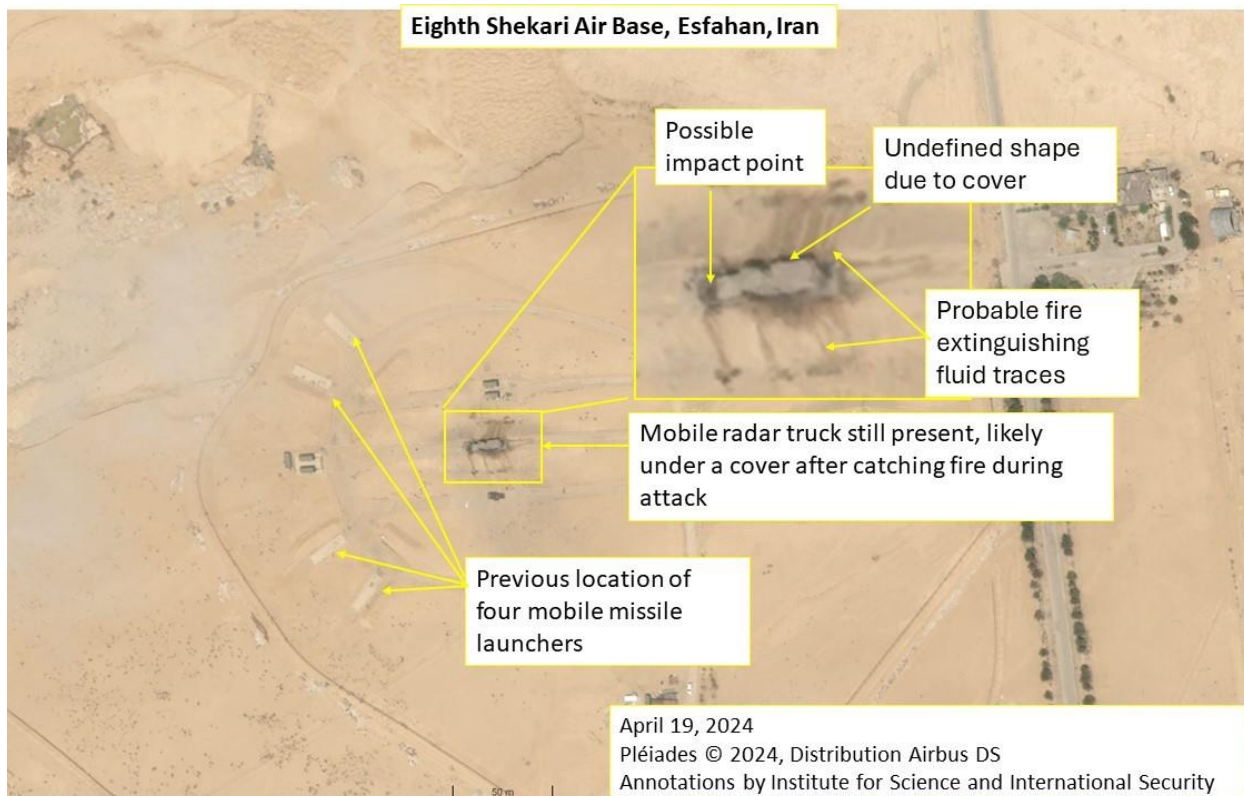 Eighth Shekari Air Base, Esfahan, Iran
Possible
impact point
Undefined shape
due to cover
Probable fire
extinguishing
fluid traces
Mobile radar truck still present, likely
under a cover after catching fire during
attack
Previous location of
four mobile missile
launchers
April 19, 2024
Pléiades © 2024, Distribution Airbus DS
Annotations by Institute for Science and International Security
50 m